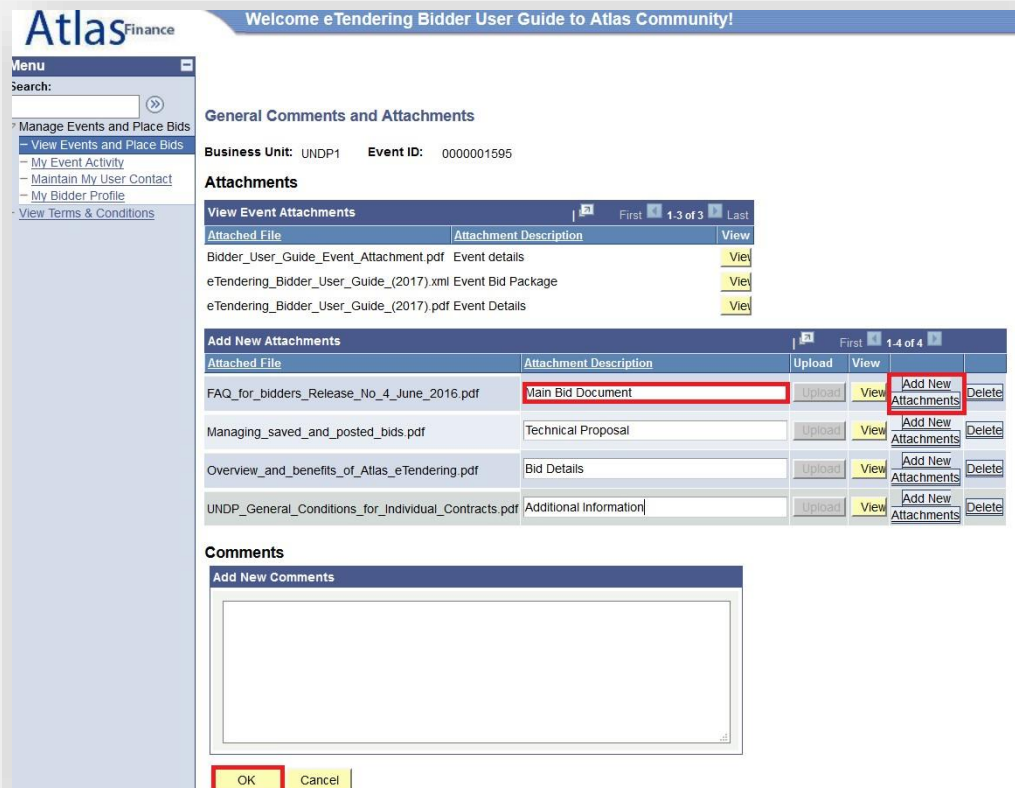 Atlas Finance
Welcome eTendering Bidder User Guide to Atlas Community!
Menu
Search:
Manage Events and Place Bids
– View Events and Place Bids
– My Event Activity
– Maintain My User Contact
– My Bidder Profile
View Terms & Conditions
General Comments and Attachments
Business Unit: UNDP1 Event ID: 0000001595
Attachments
View Event Attachments First 1-3 of 3 Last
Attached File Attachment Description View
Bidder_User_Guide_Event_Attachment.pdf Event details View
eTendering_Bidder_User_Guide_(2017).xml Event Bid Package View
eTendering_Bidder_User_Guide_(2017).pdf Event Details View
Add New Attachments First 1-4 of 4
Attached File Attachment Description Upload View
FAQ_for_bidders_Release_No_4_June_2016.pdf Main Bid Document Upload View Add New Attachments Delete
Managing_saved_and_posted_bids.pdf Technical Proposal Upload View Add New Attachments Delete
Overview_and_benefits_of_Atlas_eTendering.pdf Bid Details Upload View Add New Attachments Delete
UNDP_General_Conditions_for_Individual_Contracts.pdf Additional Information Upload View Add New Attachments Delete
Comments
Add New Comments
OK Cancel